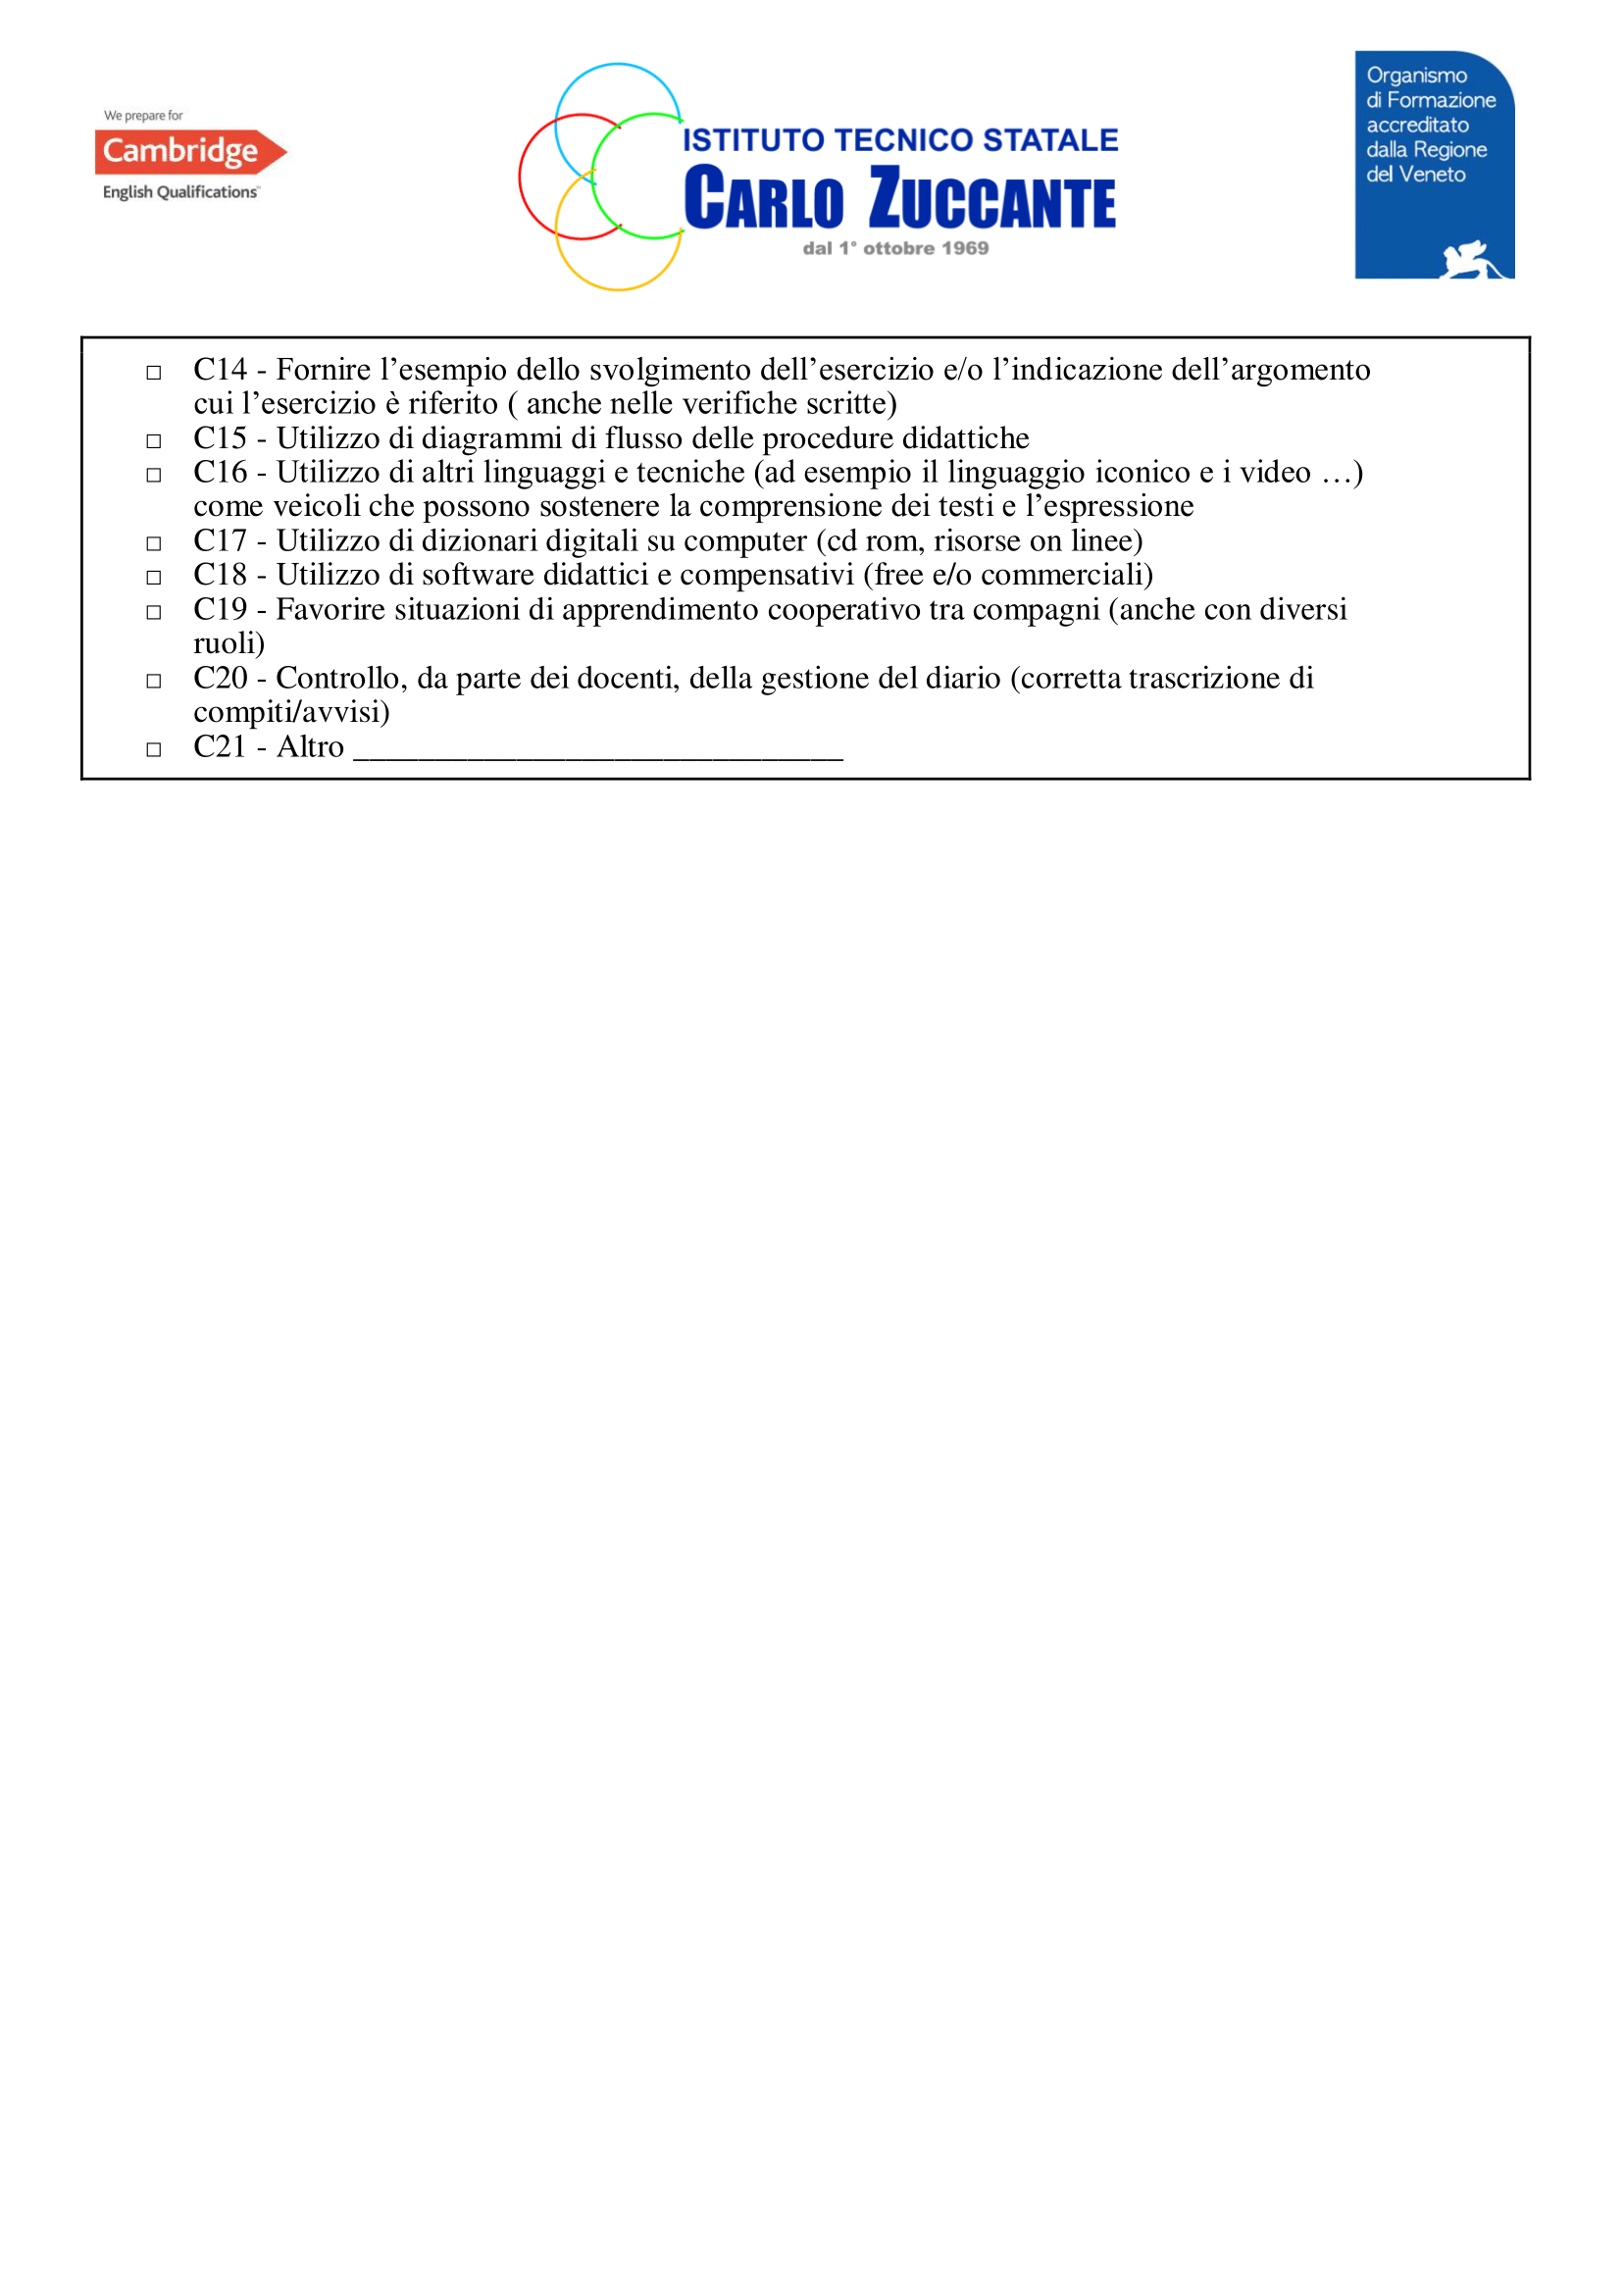 We prepare for
Cambridge
English Qualifications™
ISTITUTO TECNICO STATALE
CARLO ZUCCANTE
dal 1° ottobre 1969
Organismo
di Formazione
accreditato
dalla Regione
del Veneto
□ C14 - Fornire l’esempio dello svolgimento dell’esercizio e/o l’indicazione dell’argomento
cui l’esercizio è riferito ( anche nelle verifiche scritte)
□ C15 - Utilizzo di diagrammi di flusso delle procedure didattiche
□ C16 - Utilizzo di altri linguaggi e tecniche (ad esempio il linguaggio iconico e i video …)
come veicoli che possono sostenere la comprensione dei testi e l’espressione
□ C17 - Utilizzo di dizionari digitali su computer (cd rom, risorse on linee)
□ C18 - Utilizzo di software didattici e compensativi (free e/o commerciali)
□ C19 - Favorire situazioni di apprendimento cooperativo tra compagni (anche con diversi
ruoli)
□ C20 - Controllo, da parte dei docenti, della gestione del diario (corretta trascrizione di
compiti/avvisi)
□ C21 - Altro ______________________________